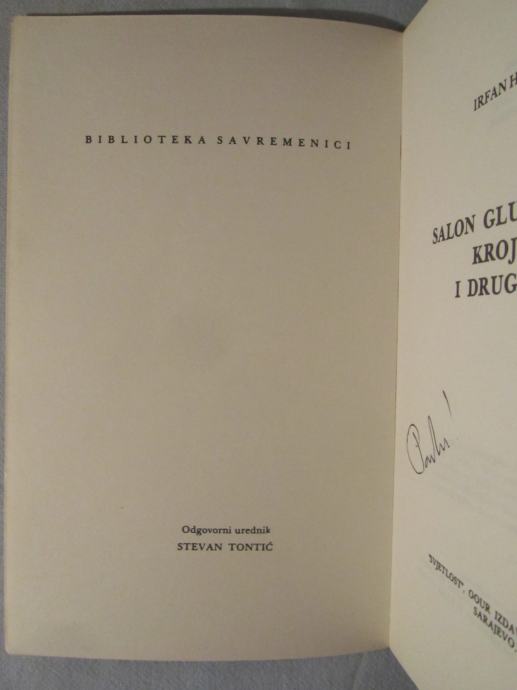 BIBLIOTEKA SAVREMENICI
Odgovorni urednik
STEVAN TONTIĆ
IRFAN H
SALON GLU
KROJ
I DRUG
"SVJETLOST", OOUR IZDA
SARAJEVO,